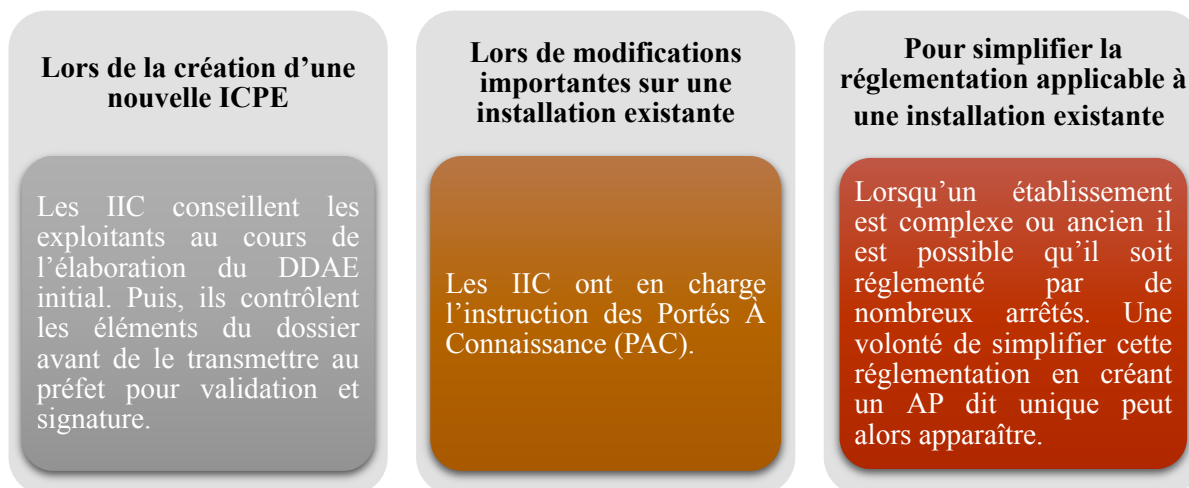 Lors de la création d’une
nouvelle ICPE
Les IIC conseillent les
exploitants au cours de
l’élaboration du DDAE
initial. Puis, ils contrôlent
les éléments du dossier
avant de le transmettre au
préfet pour validation et
signature.
Lors de modifications
importantes sur une
installation existante
Les IIC ont en charge
l’instruction des Portés À
Connaissance (PAC).
Pour simplifier la
réglementation applicable à
une installation existante
Lorsqu’un établissement
est complexe ou ancien il
est possible qu’il soit
réglementé par de
nombreux arrêtés. Une
volonté de simplifier cette
réglementation en créant
un AP dit unique peut
alors apparaître.